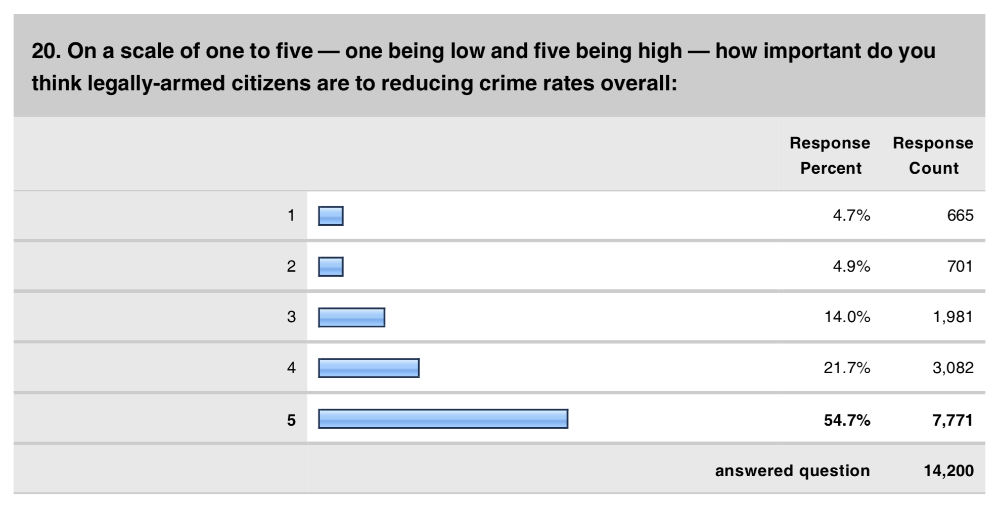 20. On a scale of one to five — one being low and five being high — how important do you
think legally-armed citizens are to reducing crime rates overall:
Response Response
Percent Count
1 4.7% 665
2 4.9% 701
3 14.0% 1,981
4 21.7% 3,082
5 54.7% 7,771
answered question 14,200